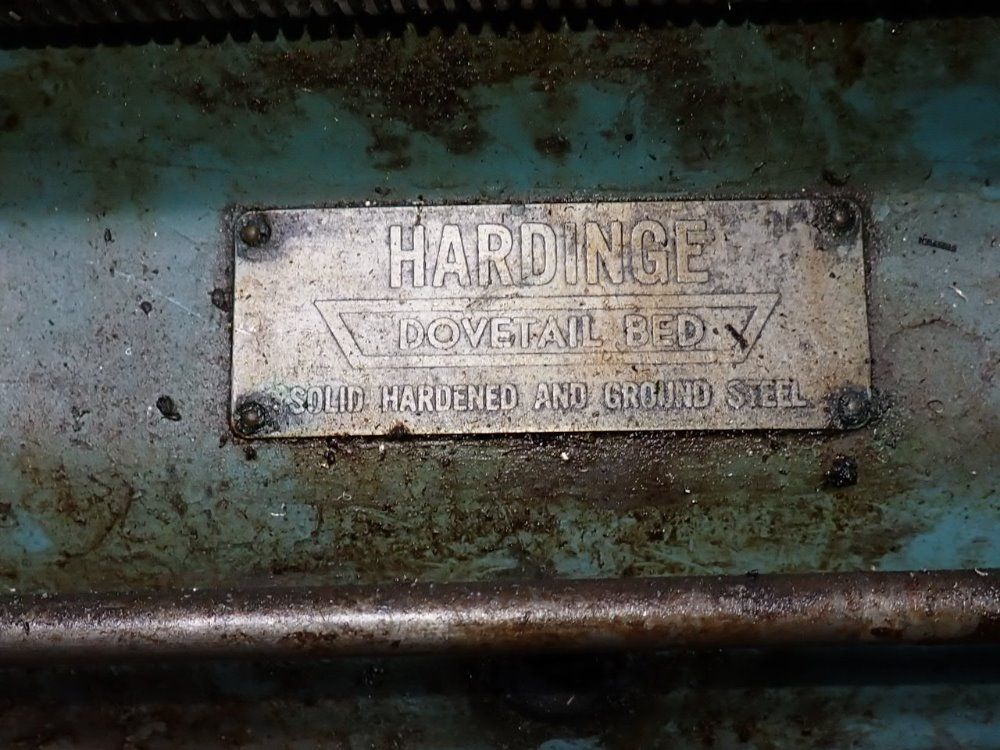 HARDINGE
DOVETAIL BED
SOLID HARDENED AND GROUND STEEL